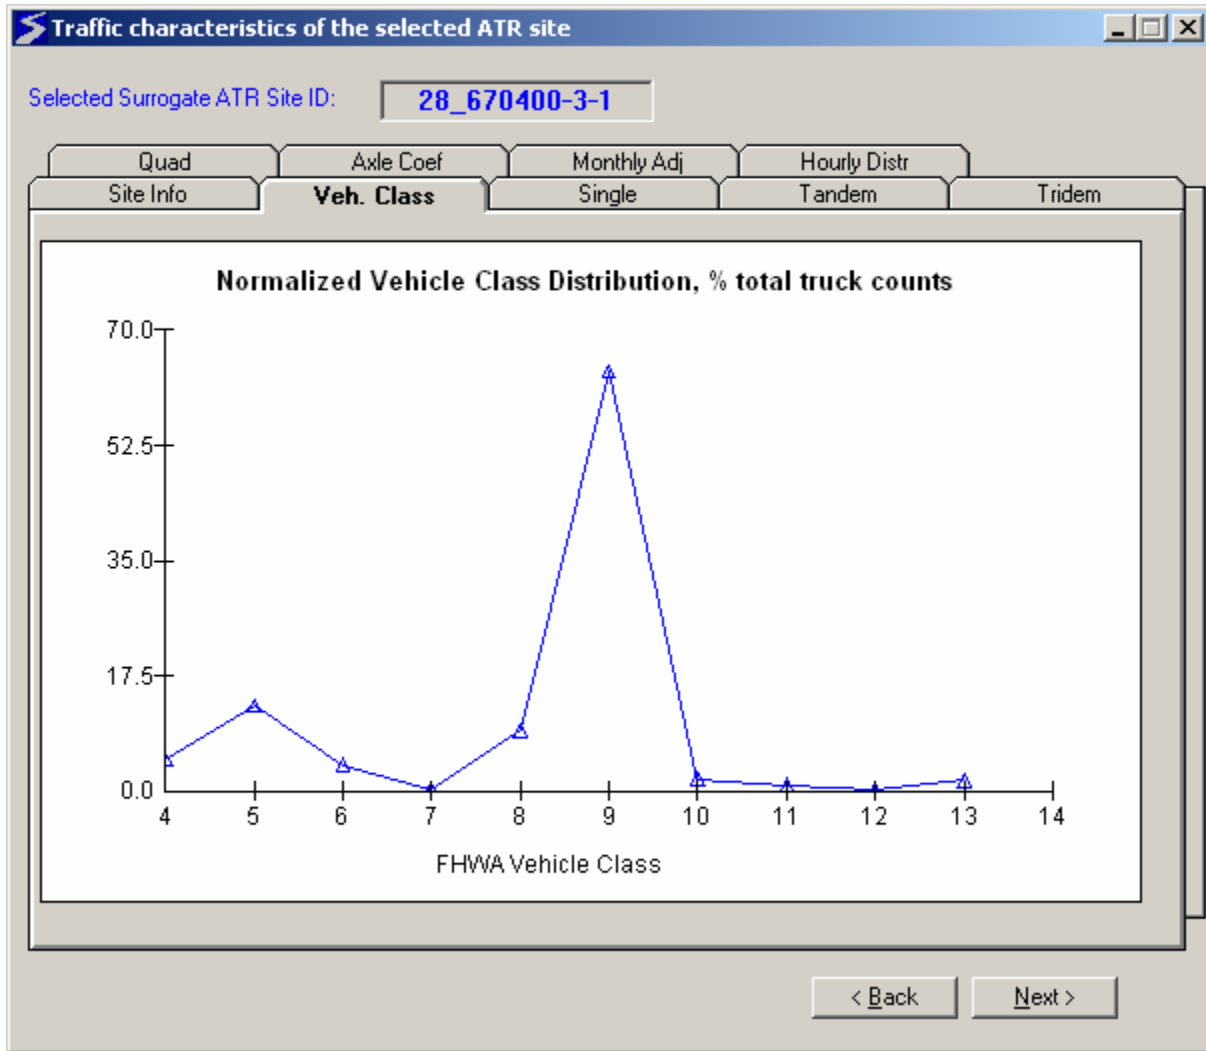 Traffic characteristics of the selected ATR site
Selected Surrogate ATR Site ID: 28_670400-3-1
Quad Axle Coef Monthly Adj Hourly Distr
Site Info Veh. Class Single Tandem Tridem
Normalized Vehicle Class Distribution, % total truck counts
70.0
52.5
35.0
17.5
0.0
4 5 6 7 8 9 10 11 12 13 14
FHWA Vehicle Class
< Back Next >